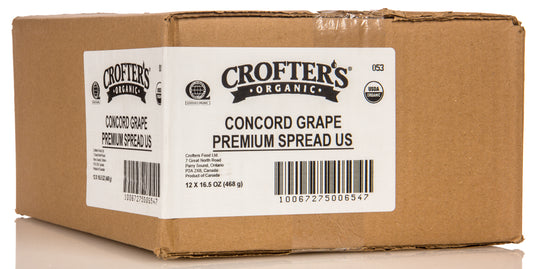 CROFTER'S®
ORGANIC
053
USDA
ORGANIC
CONCORD GRAPE
PREMIUM SPREAD US
Crofters Food Ltd.
7 Great North Road
Parry Sound, Ontario
P2A 2X8, Canada
Product of Canada
12 X 16.5 OZ (468 g)
10067275006547
CROFTER'S
ORGANIC
CONCORD GRAPE
PREMIUM SPREAD US
12 X 16.5 OZ (468 g)
10067275006547